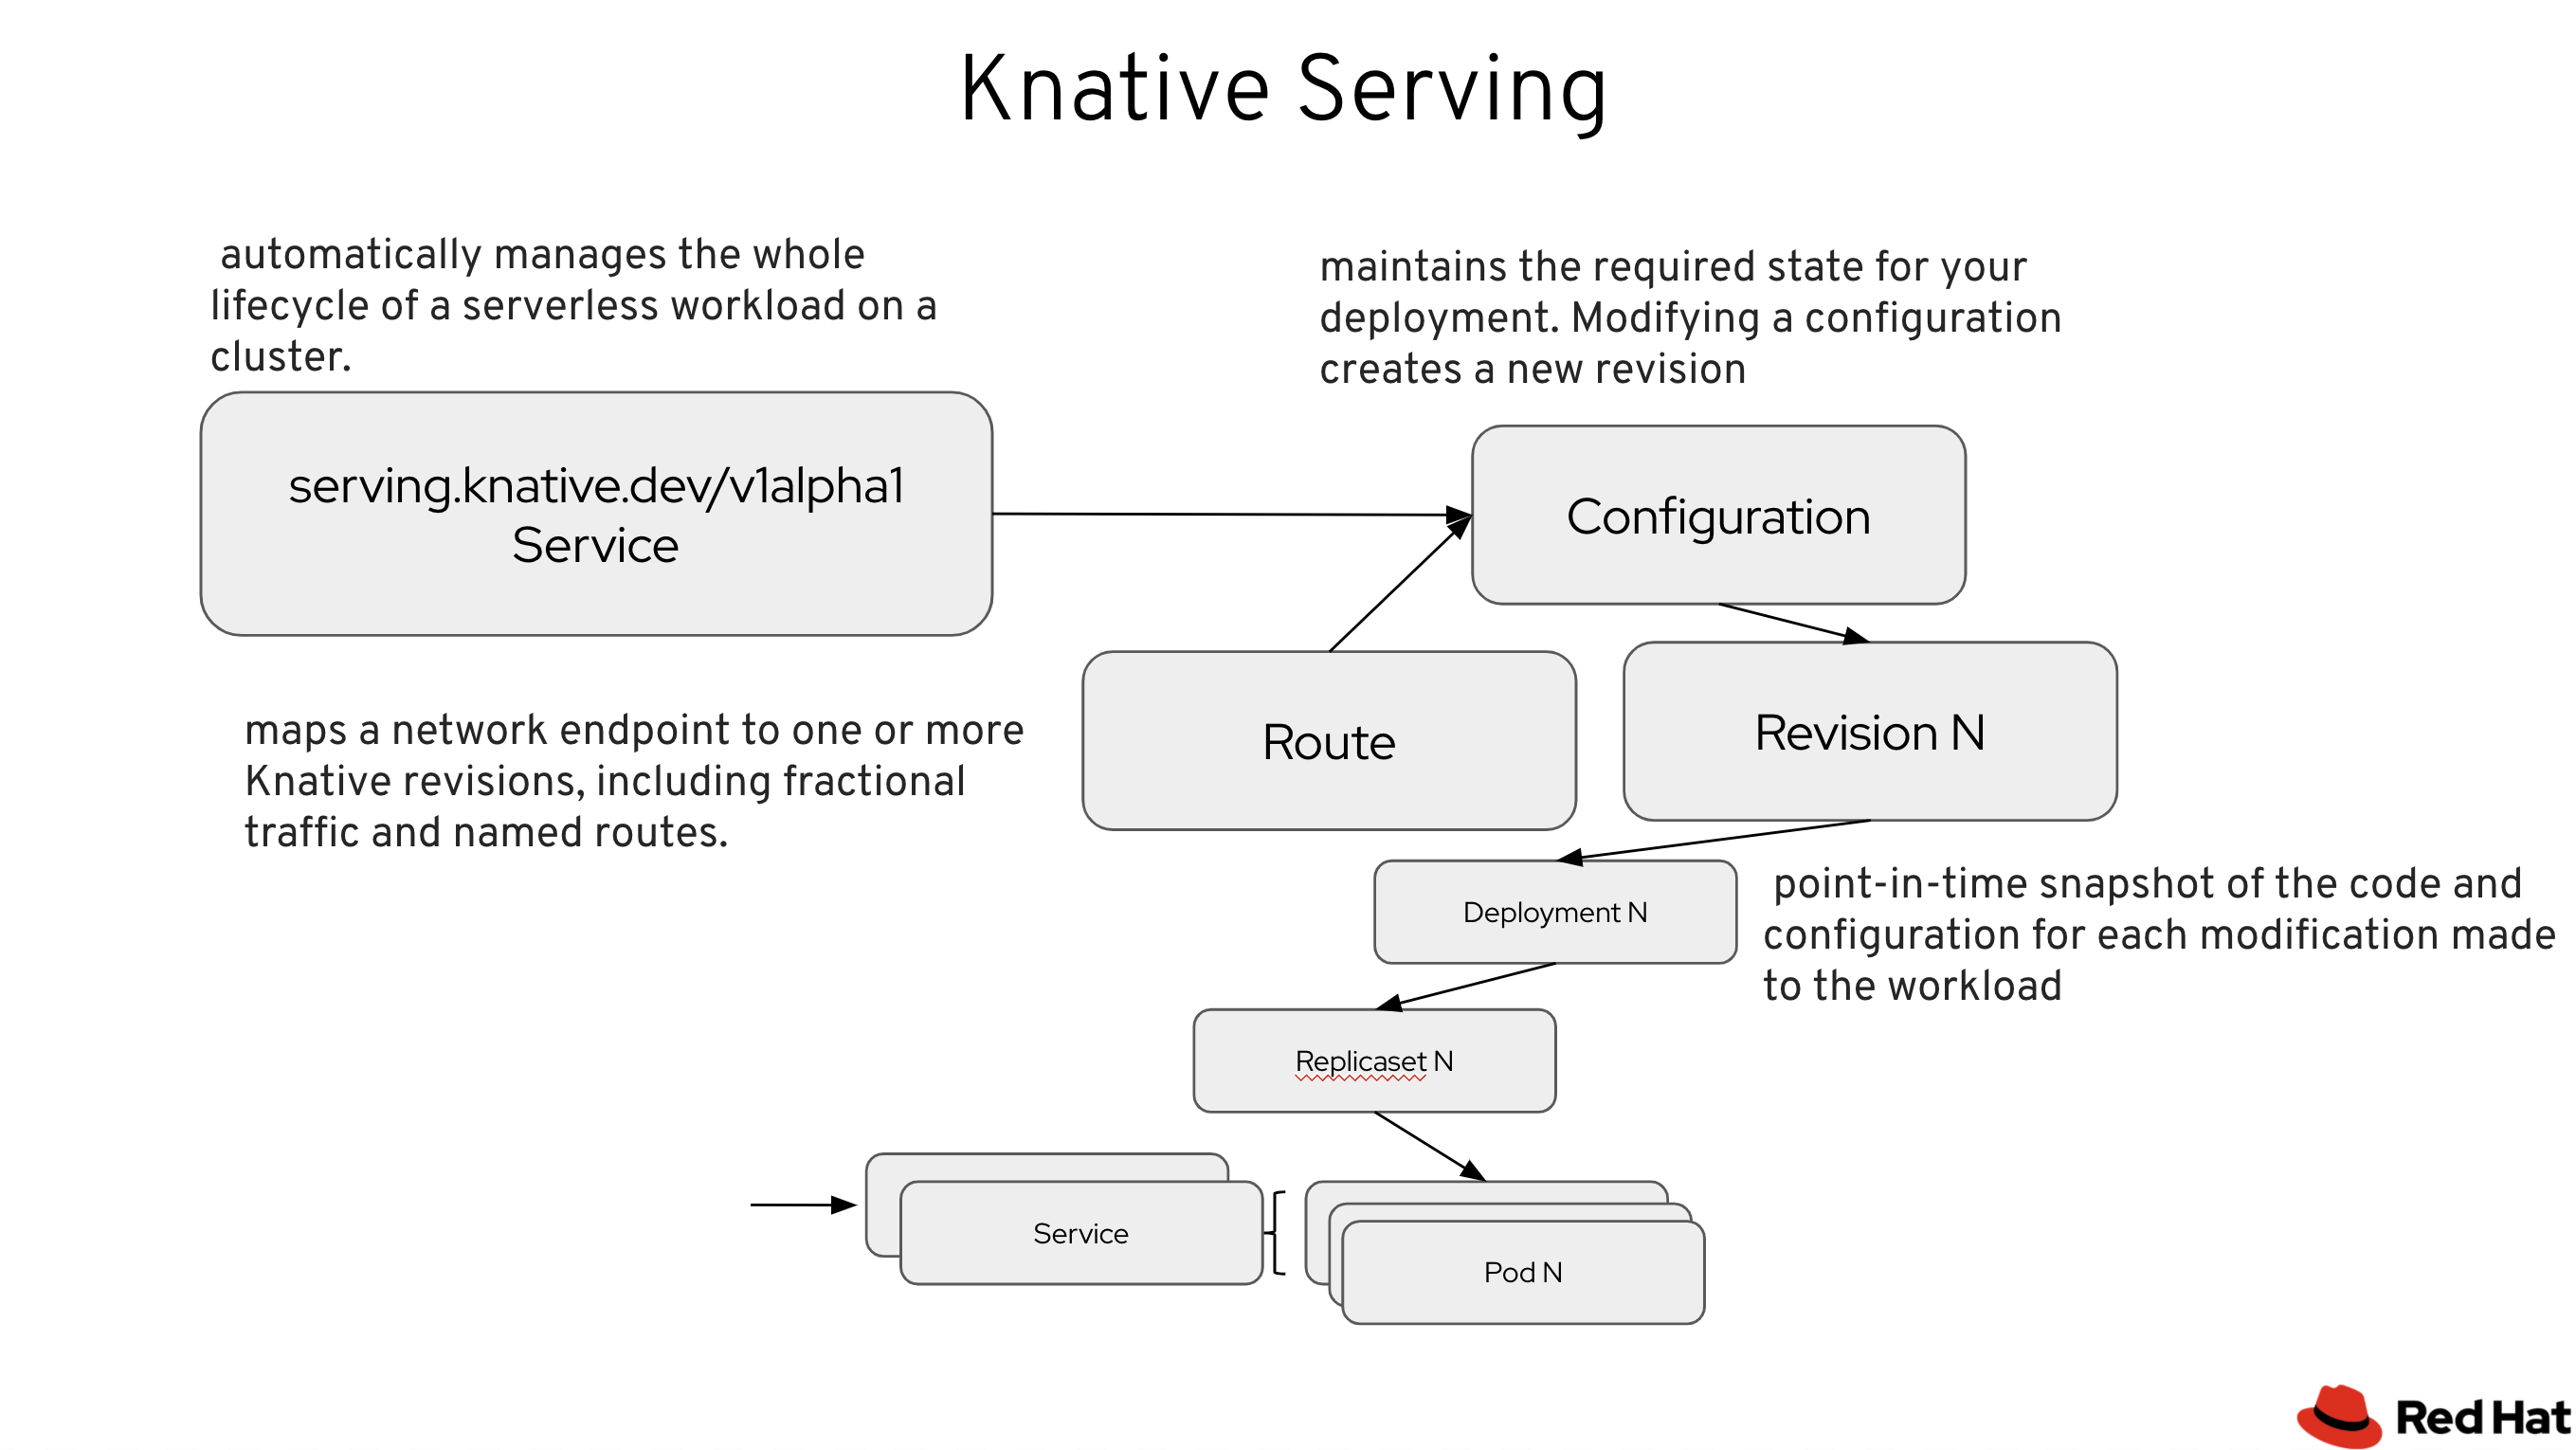 Knative Serving
automatically manages the whole
lifecycle of a serverless workload on a
cluster.
maintains the required state for your
deployment. Modifying a configuration
creates a new revision
serving.knative.dev/v1alpha1
Service
Configuration
maps a network endpoint to one or more
Knative revisions, including fractional
traffic and named routes.
Route
Revision N
Deployment N
point-in-time snapshot of the code and
configuration for each modification made
to the workload
Replicaset N
Service
Pod N
Red Hat